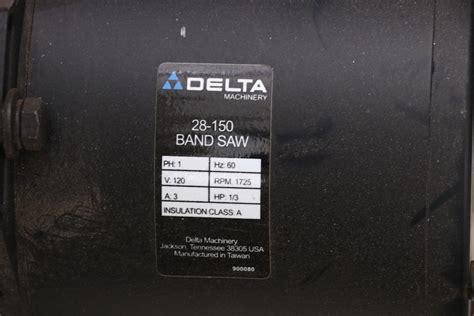 DELTA
MACHINERY
28-150
BAND SAW
PH: 1 Hz: 60
V: 120 RPM: 1725
A: 3 HP: 1/3
INSULATION CLASS: A
Delta Machinery
Jackson, Tennessee 38305 USA
Manufactured in Taiwan
900080